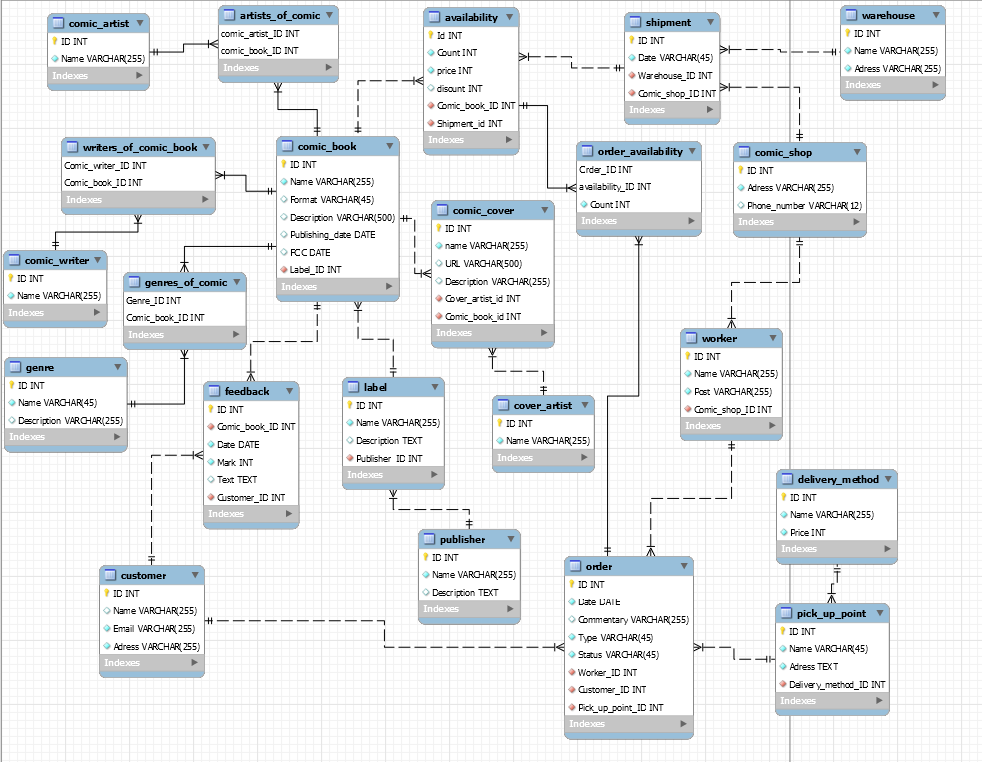 comic_artist
ID INT
Name VARCHAR(255)
Indexes
artists_of_comic
comic_artist_ID INT
comic_book_ID INT
Indexes
availability
Id INT
Count INT
price INT
discount INT
Comic_book_ID INT
Shipment_id INT
Indexes
shipment
ID INT
Date VARCHAR(45)
Warehouse_ID INT
Comic_shop_ID INT
Indexes
warehouse
ID INT
Name VARCHAR(255)
Adress VARCHAR(255)
Indexes
writers_of_comic_book
Comic_writer_ID INT
Comic_book_ID INT
Indexes
comic_book
ID INT
Name VARCHAR(255)
Format VARCHAR(45)
Description VARCHAR(500)
Publishing_date DATE
FCC DATE
Label_ID INT
Indexes
order_availability
Order_ID INT
availability_ID INT
Count INT
Indexes
comic_shop
ID INT
Adress VARCHAR(255)
Phone_number VARCHAR(12)
Indexes
comic_cover
ID INT
name VARCHAR(255)
URL VARCHAR(500)
Description VARCHAR(255)
Cover_artist_id INT
Comic_book_id INT
Indexes
comic_writer
ID INT
Name VARCHAR(255)
Indexes
genres_of_comic
Genre_ID INT
Comic_book_ID INT
Indexes
worker
ID INT
Name VARCHAR(255)
Post VARCHAR(255)
Comic_shop_ID INT
Indexes
genre
ID INT
Name VARCHAR(45)
Description VARCHAR(255)
Indexes
feedback
ID INT
Comic_book_ID INT
Date DATE
Mark INT
Text TEXT
Customer_ID INT
Indexes
label
ID INT
Name VARCHAR(255)
Description TEXT
Publisher_ID INT
Indexes
cover_artist
ID INT
Name VARCHAR(255)
Indexes
delivery_method
ID INT
Name VARCHAR(255)
Price INT
Indexes
publisher
ID INT
Name VARCHAR(255)
Description TEXT
Indexes
customer
ID INT
Name VARCHAR(255)
Email VARCHAR(255)
Adress VARCHAR(255)
Indexes
order
ID INT
Date DATE
Commentary VARCHAR(255)
Type VARCHAR(45)
Status VARCHAR(45)
Worker_ID INT
Customer_ID INT
Pick_up_point_ID INT
Indexes
pick_up_point
ID INT
Name VARCHAR(45)
Adress TEXT
Delivery_method_ID INT
Indexes